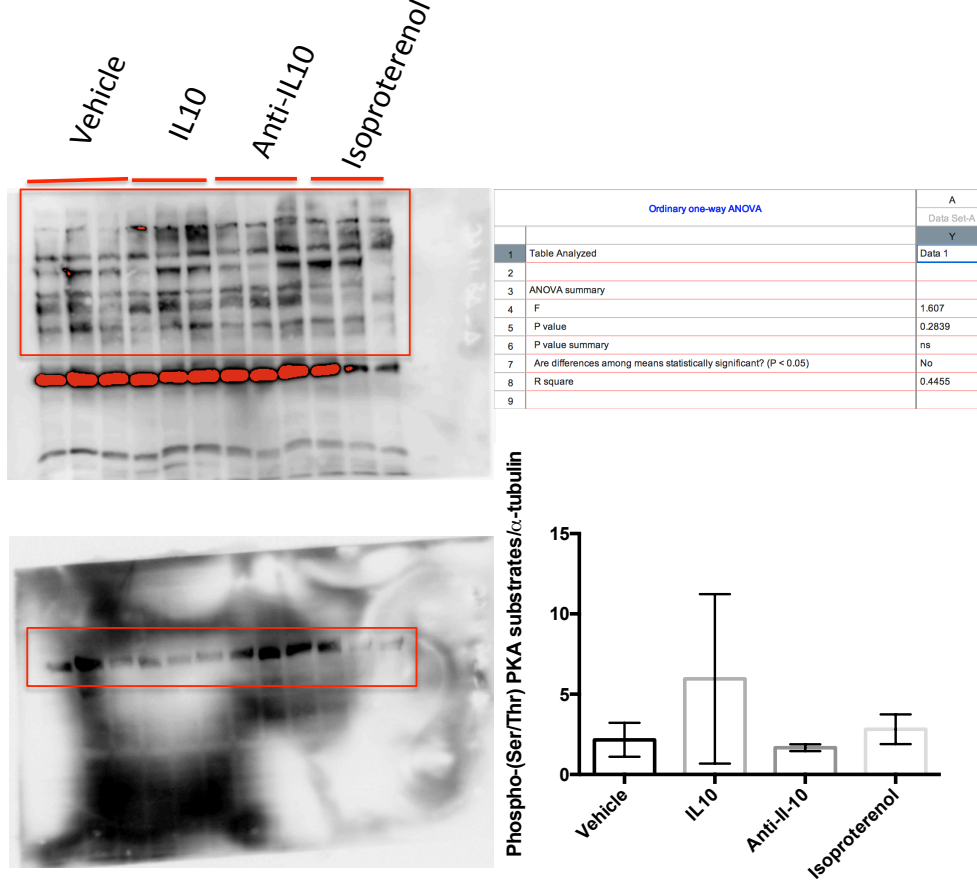 Vehicle
IL10
Anti-IL10
Isoproterenol
Ordinary one-way ANOVA
A
Data Set-A
Y
1 Table Analyzed Data 1
2
3 ANOVA summary
4 F 1.607
5 P value 0.2839
6 P value summary ns
7 Are differences among means statistically significant? (P < 0.05) No
8 R square 0.4455
9
Phospho-(Ser/Thr) PKA substrates/α-tubulin
15
10
5
0
Vehicle
IL10
Anti-Il-10
Isoproterenol